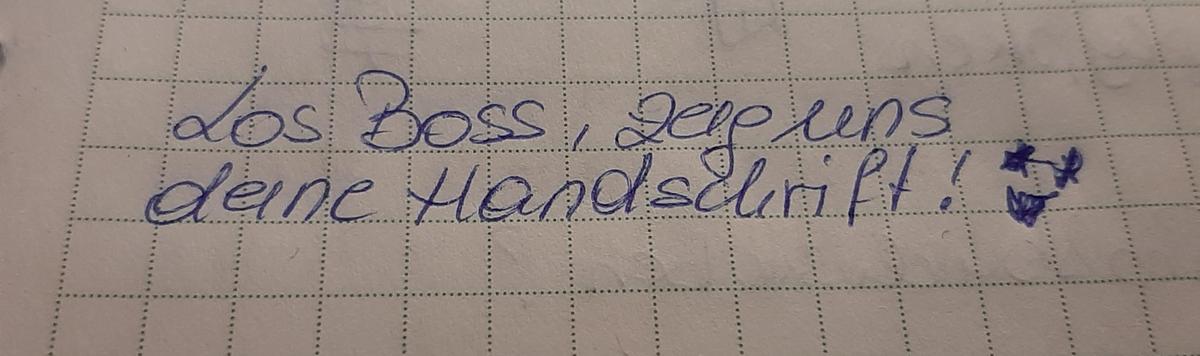 Los Boss, zeig uns
deine Handschrift!